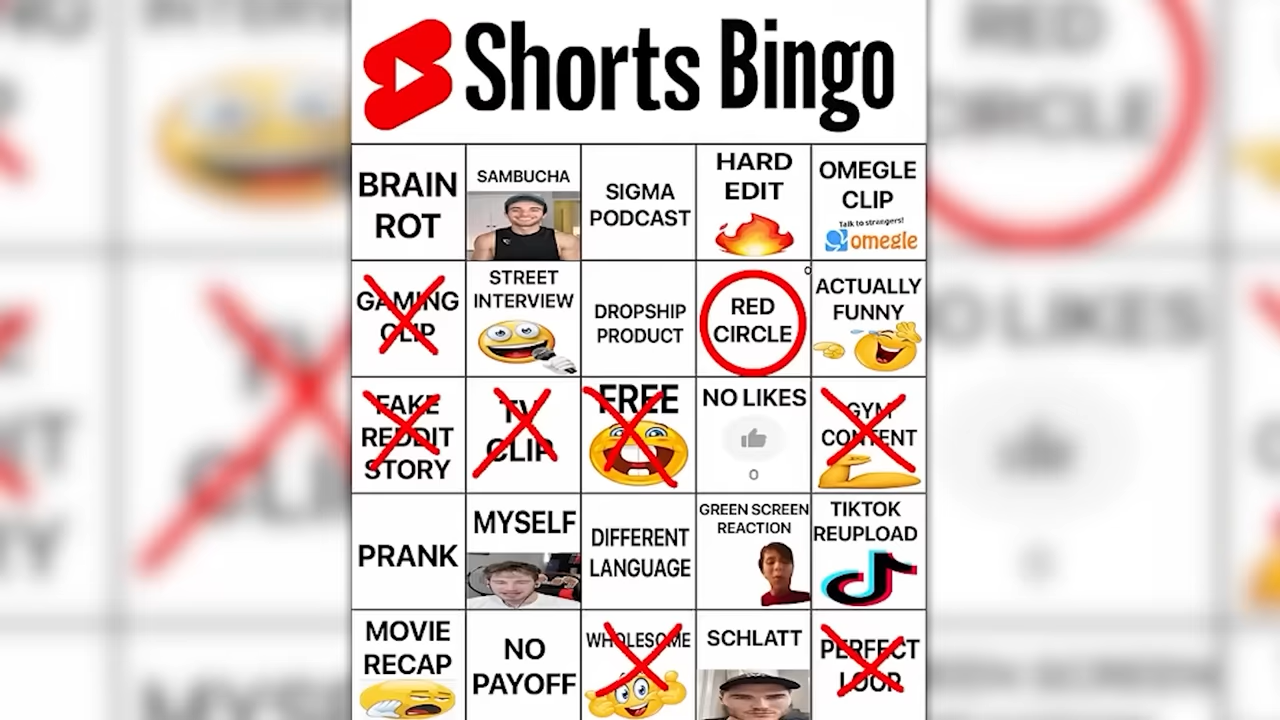 Shorts Bingo
BRAIN
ROT
SAMBUCHA
SIGMA
PODCAST
HARD
EDIT
OMEGLE
CLIP
Talk to strangers!
omegle
GAMING
CLIP
STREET
INTERVIEW
DROPSHIP
PRODUCT
RED
CIRCLE
ACTUALLY
FUNNY
FAKE
REDDIT
STORY
TV
CLIP
FREE
NO LIKES
0
GYM
CONTENT
PRANK
MYSELF
DIFFERENT
LANGUAGE
GREEN SCREEN
REACTION
TIKTOK
REUPLOAD
MOVIE
RECAP
NO
PAYOFF
WHOLESOME
SCHLATT
PERFECT
LOOP